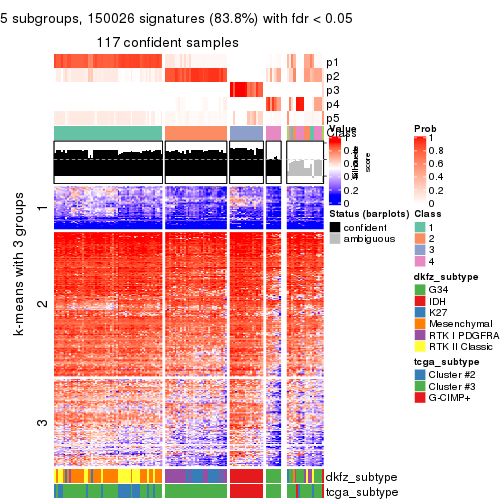 5 subgroups, 150026 signatures (83.8%) with fdr < 0.05
117 confident samples
p1
p2
p3
p4
p5
Class
Silhouette
score
k-means with 3 groups
1
2
3
dkfz_subtype
tcga_subtype
Value
0.8
0.6
0.4
0.2
0
Status (barplots)
confident
ambiguous
Prob
1
0.8
0.6
0.4
0.2
0
Class
1
2
3
4
dkfz_subtype
G34
IDH
K27
Mesenchymal
RTK I PDGFRA
RTK II Classic
tcga_subtype
Cluster #2
Cluster #3
G-CIMP+